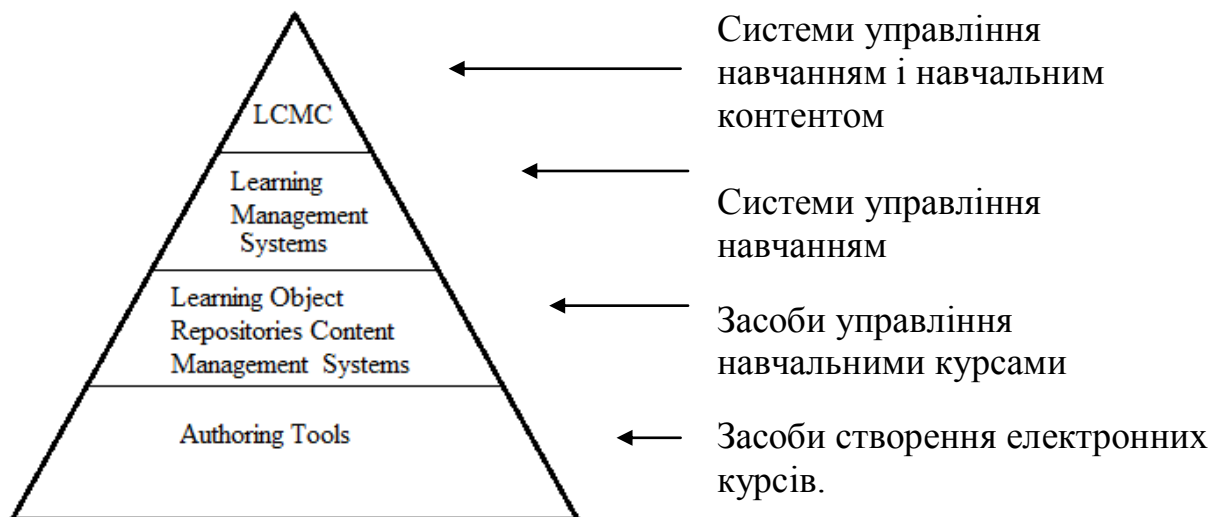 Системи управління
навчанням і навчальним
контентом
LCMC
Learning
Management
Systems
Системи управління
навчанням
Learning Object
Repositories Content
Management Systems
Засоби управління
навчальними курсами
Authoring Tools
Засоби створення електронних
курсів.